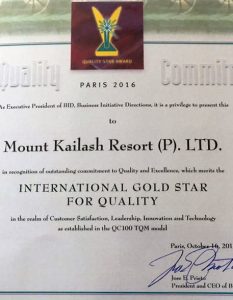 QUALITY STAR AWARD
Quality Commitm
PARIS 2016
As Executive President of BID, Business Initiative Directions, it is a privilege to present this
to
Mount Kailash Resort (P). LTD.
in recognition of outstanding commitment to Quality and Excellence, which merits the
INTERNATIONAL GOLD STAR
FOR QUALITY
in the realm of Customer Satisfaction, Leadership, Innovation and Technology
as established in the QC100 TQM model
Paris, October
Jose E. Prieto
President and CEO of B